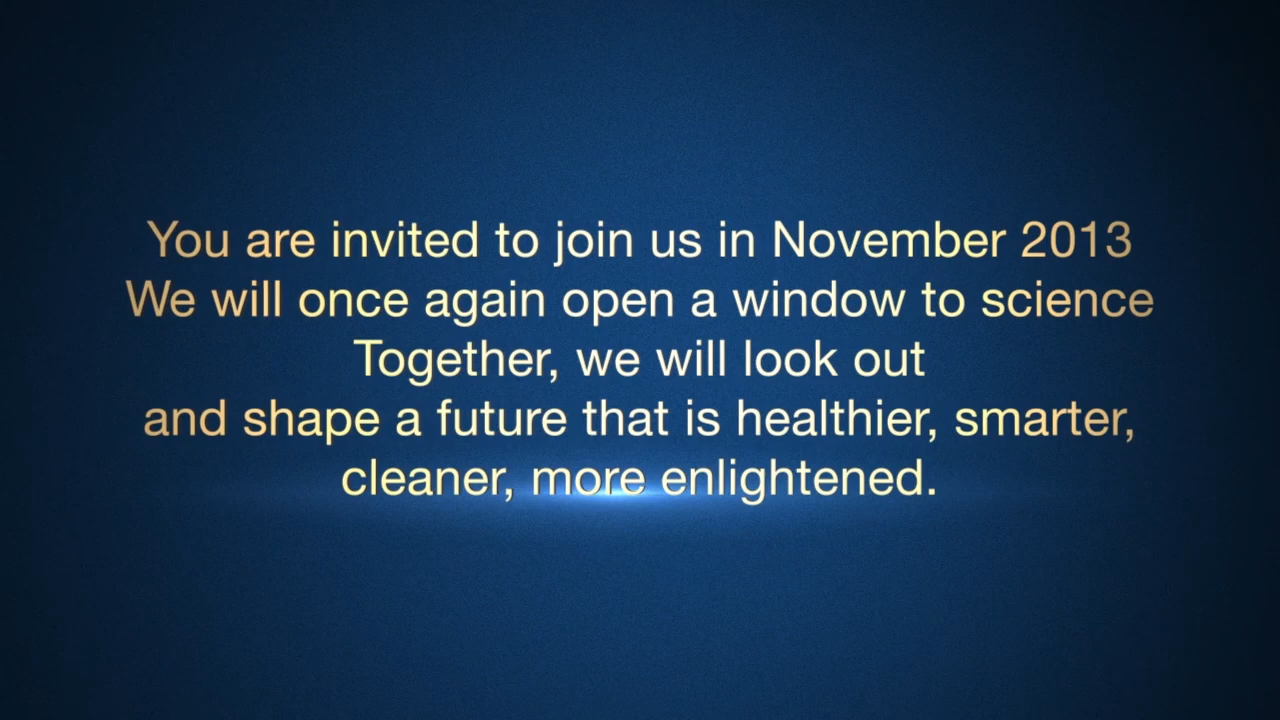 You are invited to join us in November 2013
We will once again open a window to science
Together, we will look out
and shape a future that is healthier, smarter,
cleaner, more enlightened.